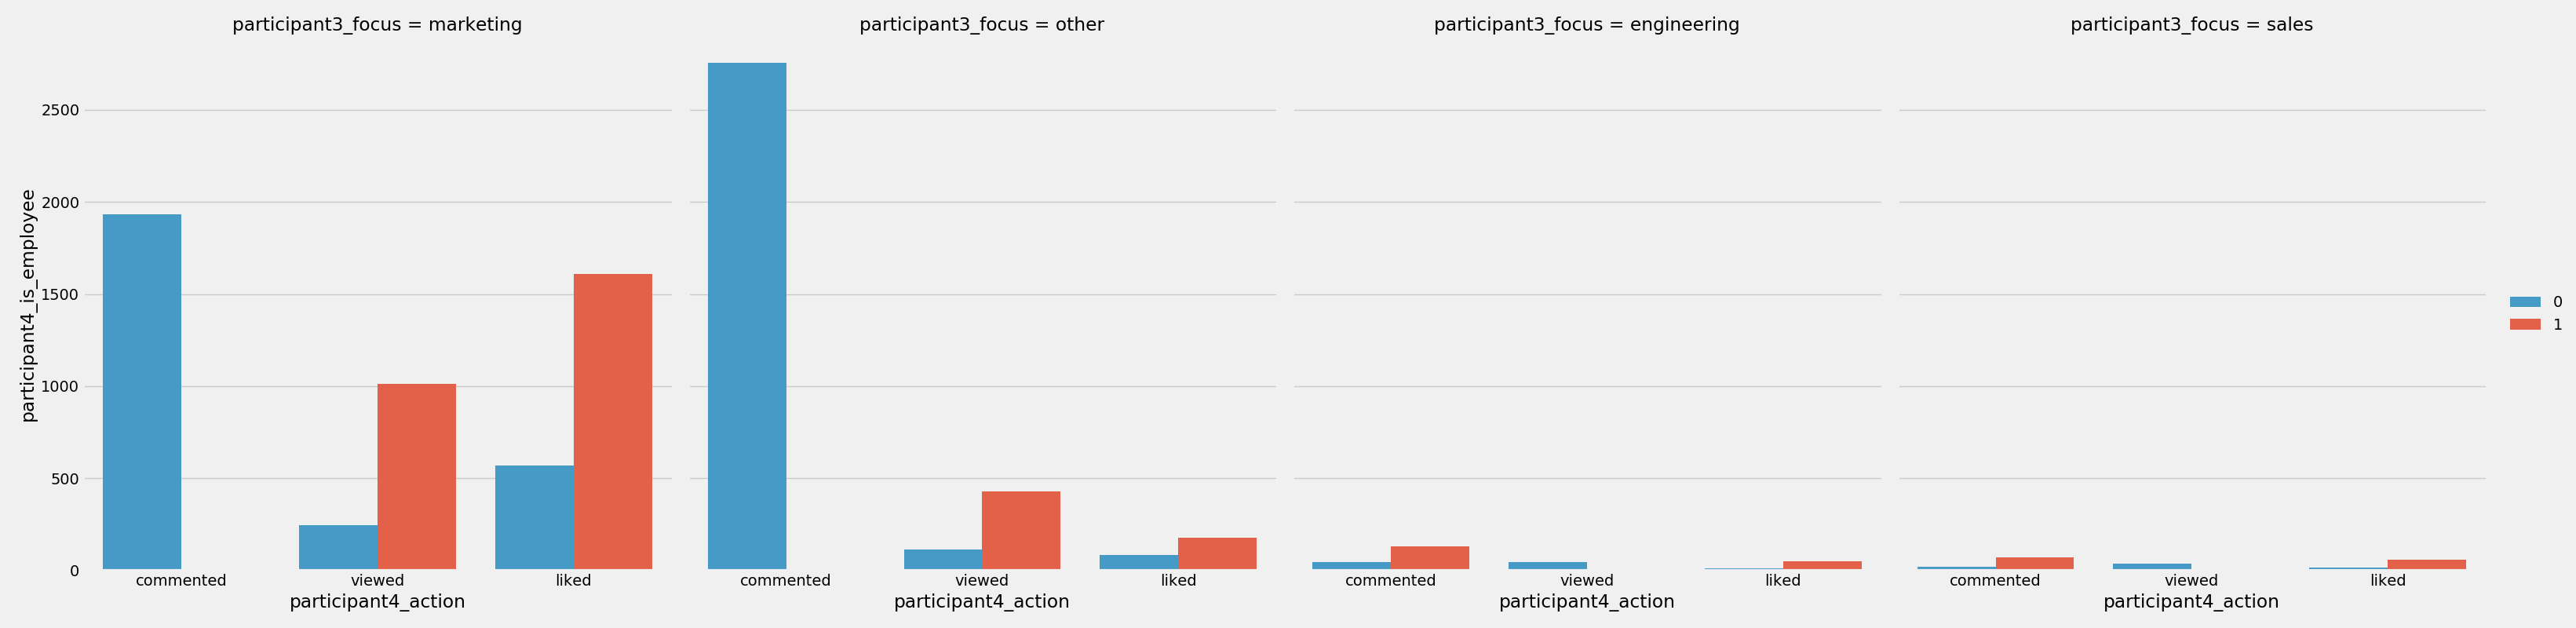 participant3_focus = marketing
participant3_focus = other
participant3_focus = engineering
participant3_focus = sales
participant4_is_employee
2500
2000
1500
1000
500
0
commented viewed liked
commented viewed liked
commented viewed liked
commented viewed liked
participant4_action
participant4_action
participant4_action
participant4_action
0
1